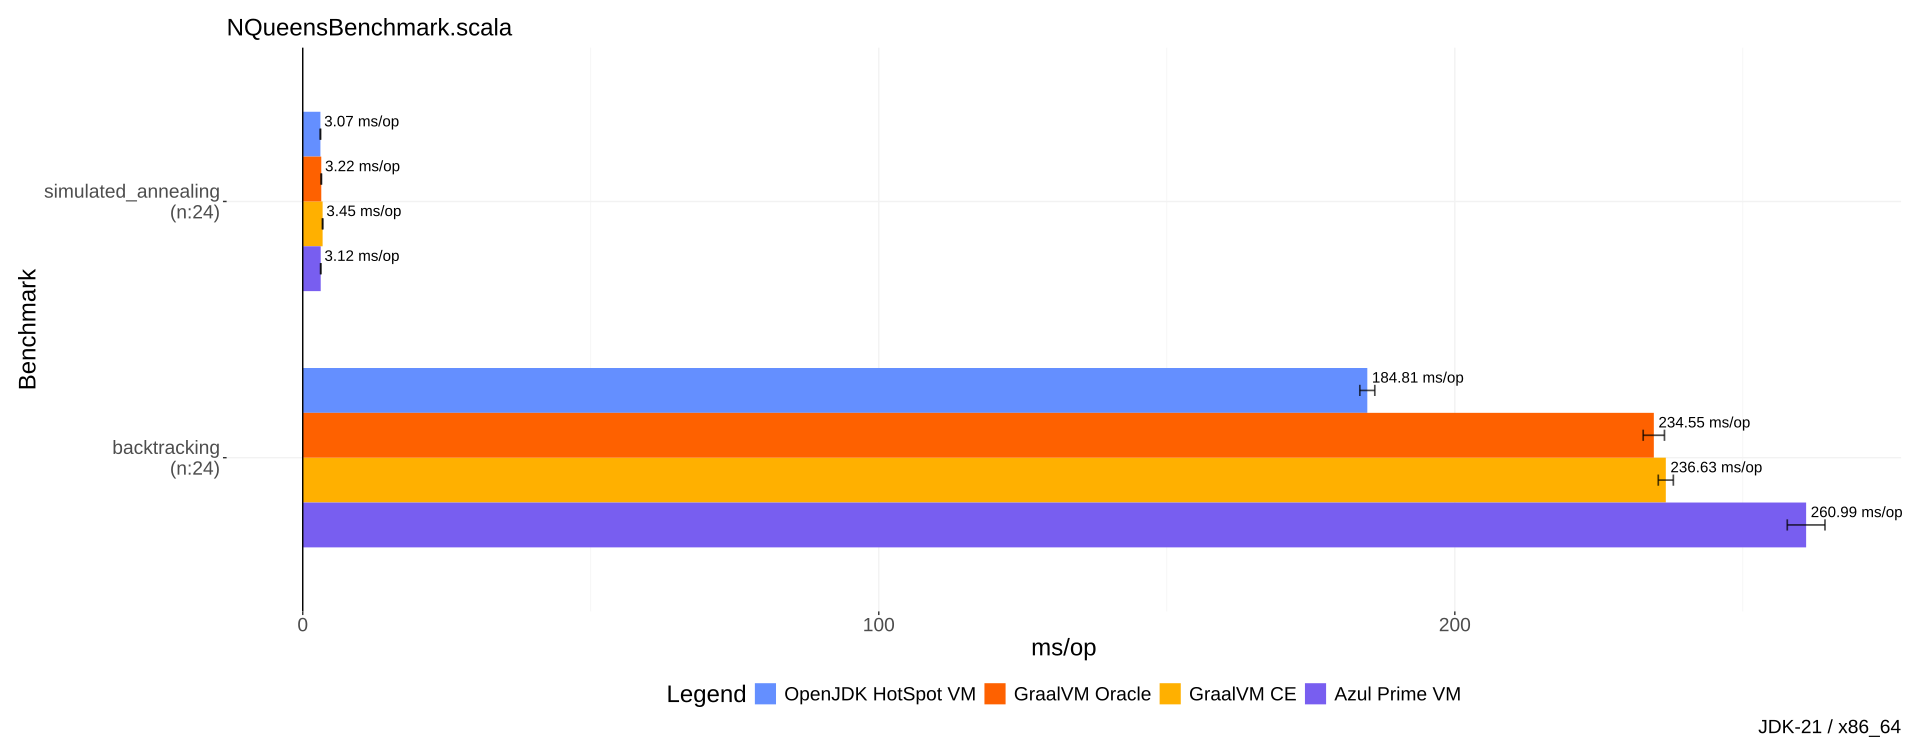 NQueensBenchmark.scala
3.07 ms/op
3.22 ms/op
simulated_annealing
(n:24)
3.45 ms/op
3.12 ms/op
Benchmark
184.81 ms/op
234.55 ms/op
backtracking
(n:24)
236.63 ms/op
260.99 ms/op
0 100 200
ms/op
Legend OpenJDK HotSpot VM GraalVM Oracle GraalVM CE Azul Prime VM
JDK-21 / x86_64